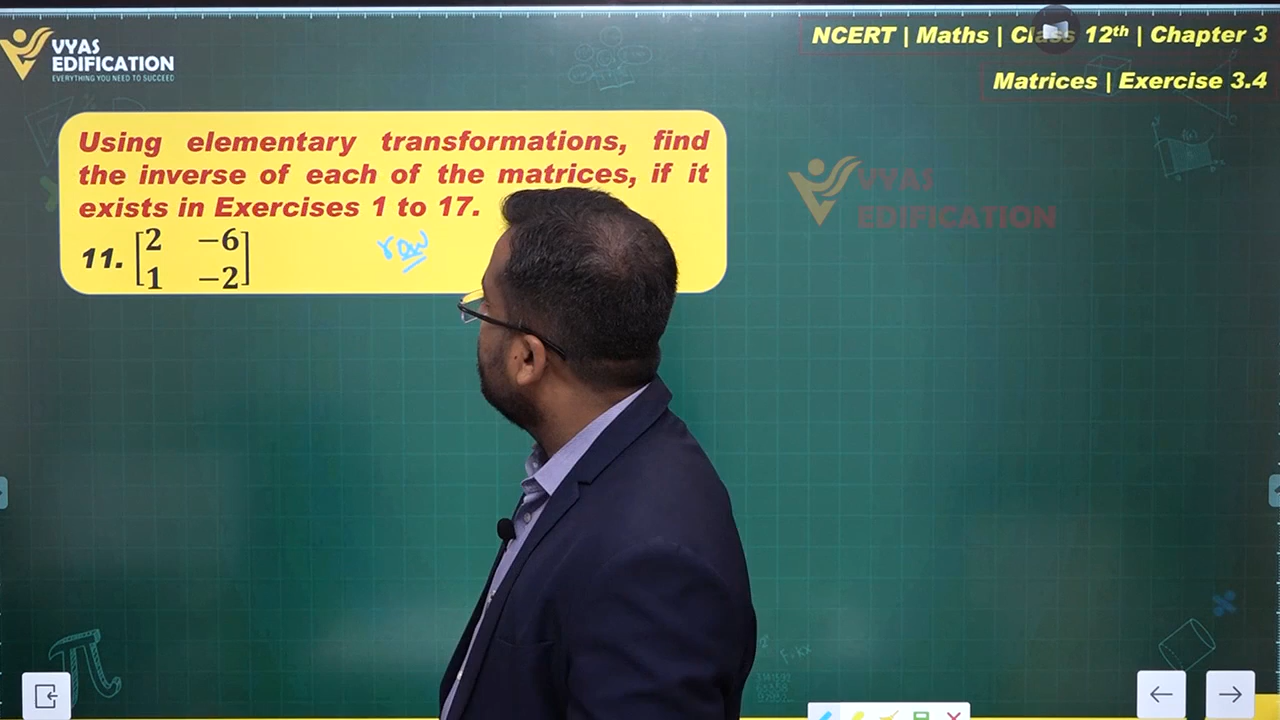 VYAS
EDIFICATION
EVERYTHING YOU NEED TO SUCCEED
NCERT | Maths | Class 12th | Chapter 3
Matrices | Exercise 3.4
Using elementary transformations, find
the inverse of each of the matrices, if it
exists in Exercises 1 to 17.
11. [2 −6]
[1 −2]
row
VYAS
EDIFICATION